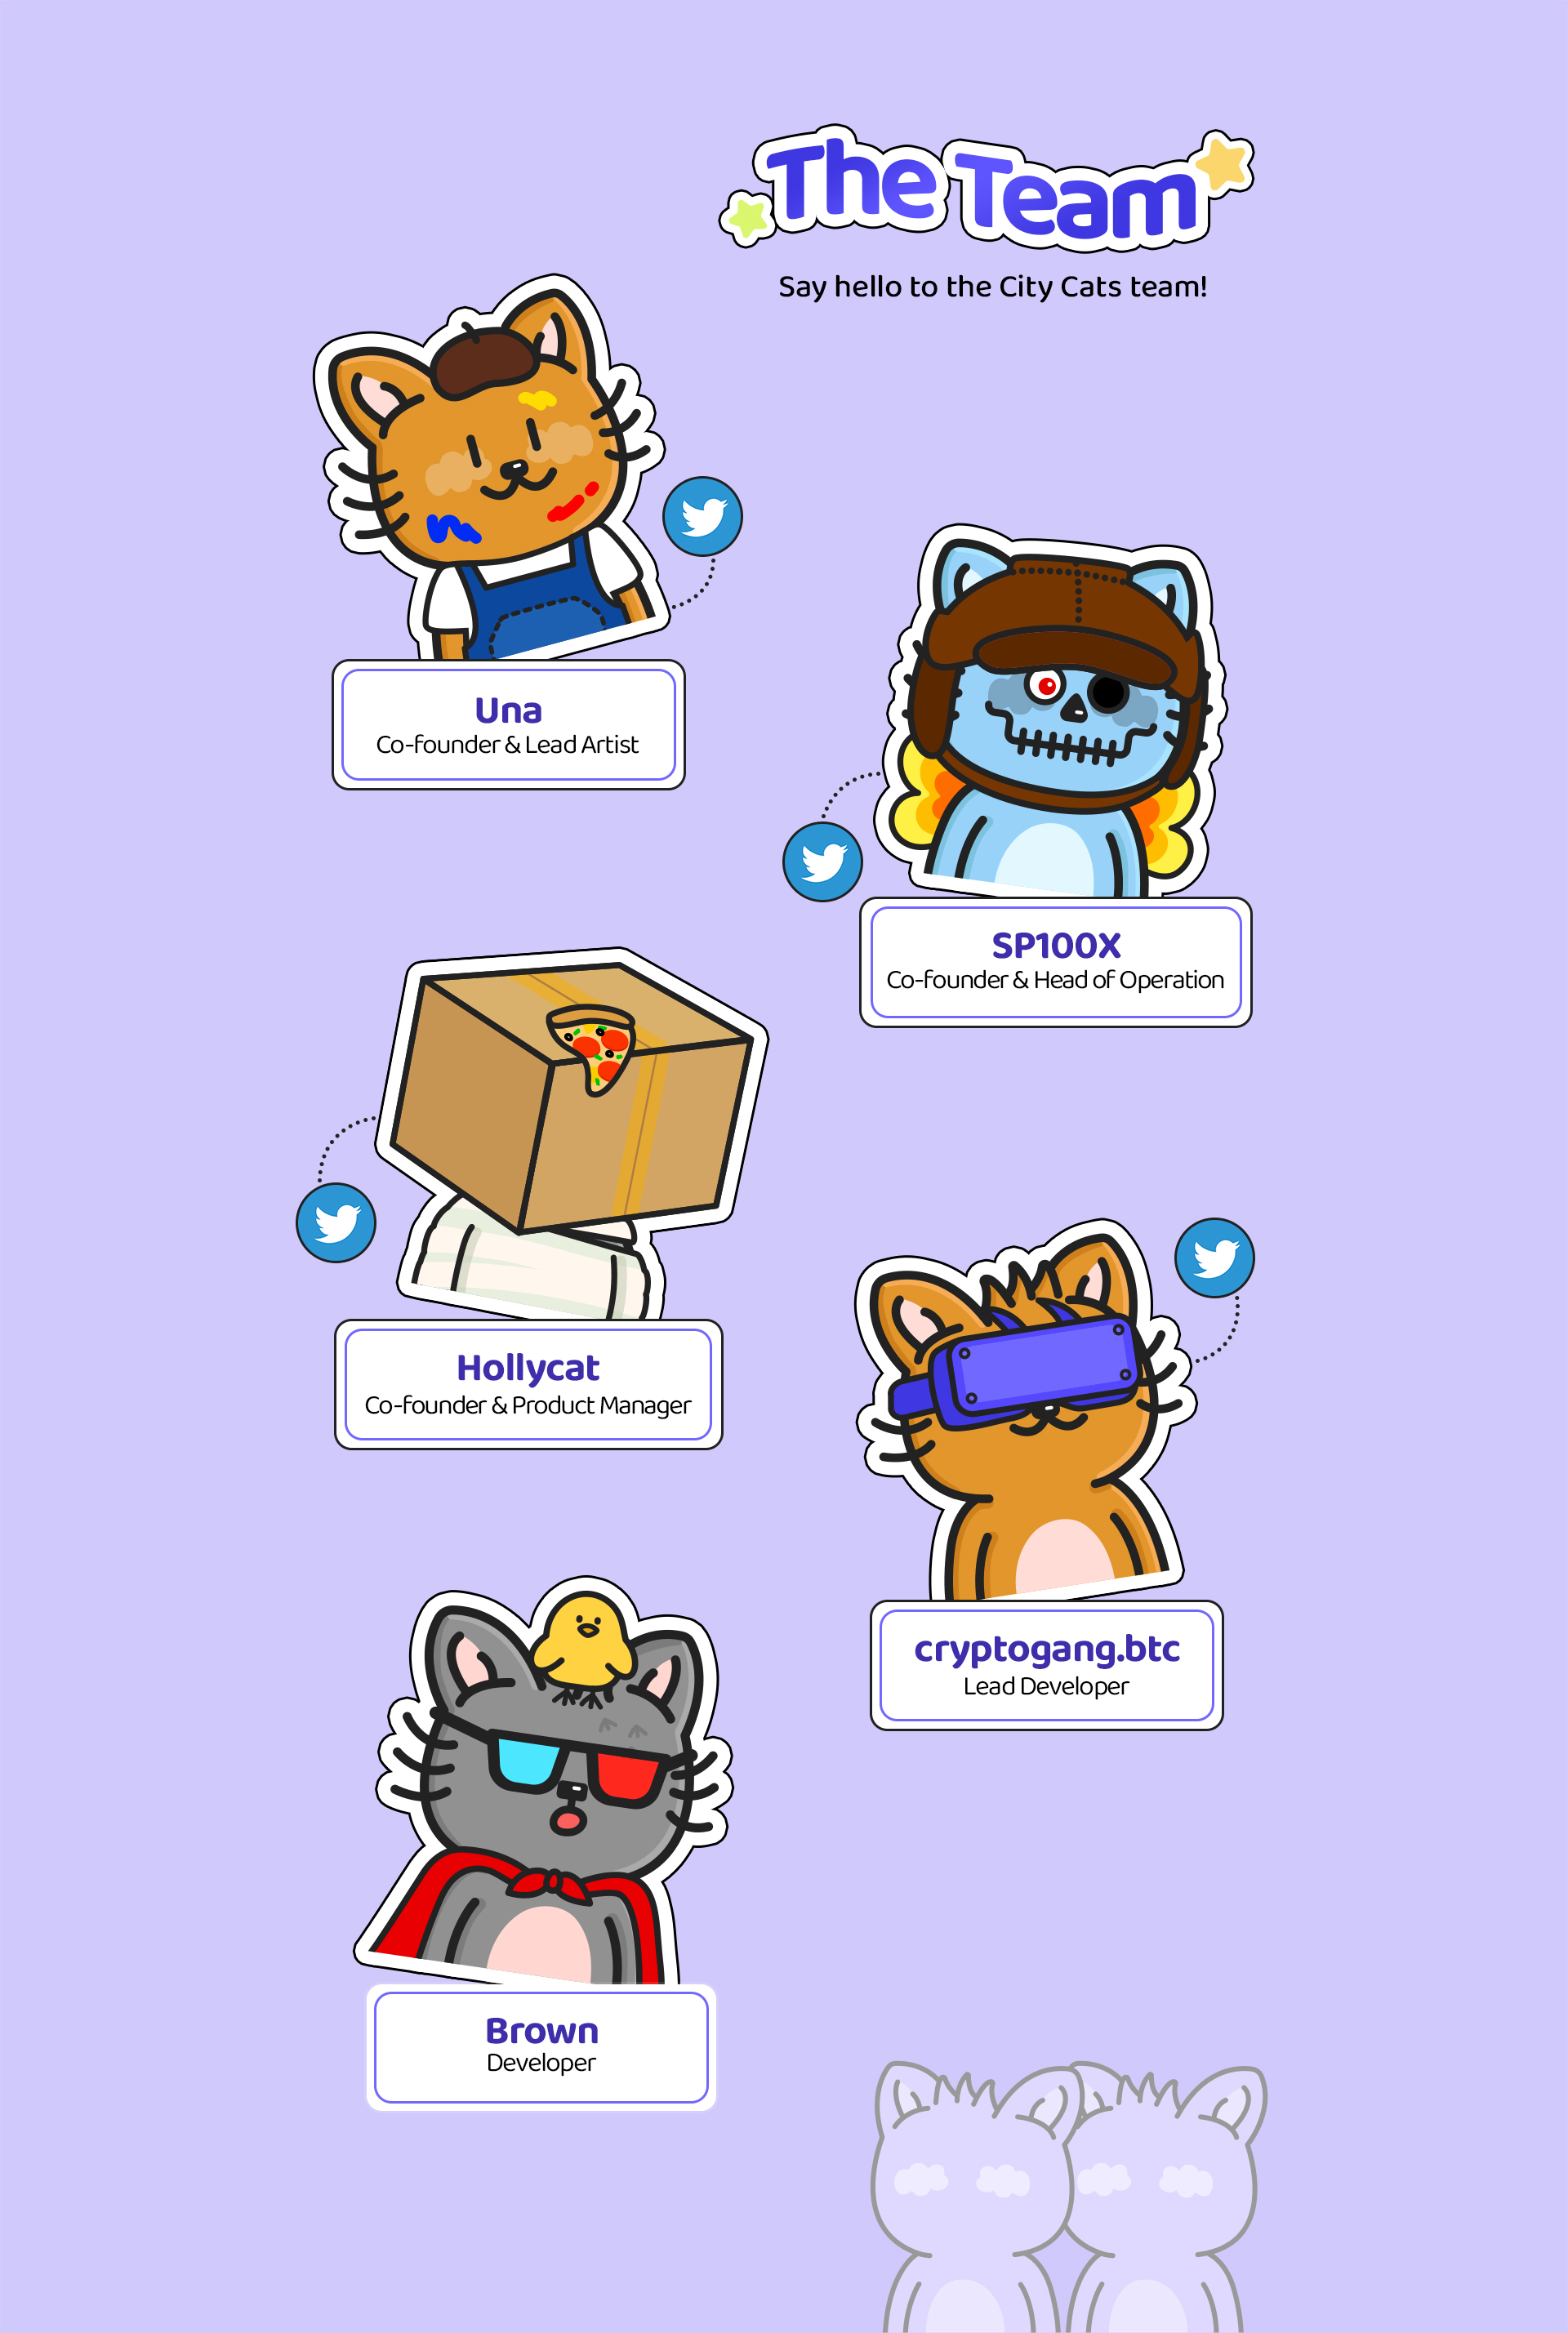 The Team
Say hello to the City Cats team!
Una
Co-founder & Lead Artist
SP100X
Co-founder & Head of Operation
Hollycat
Co-founder & Product Manager
cryptogang.btc
Lead Developer
Brown
Developer